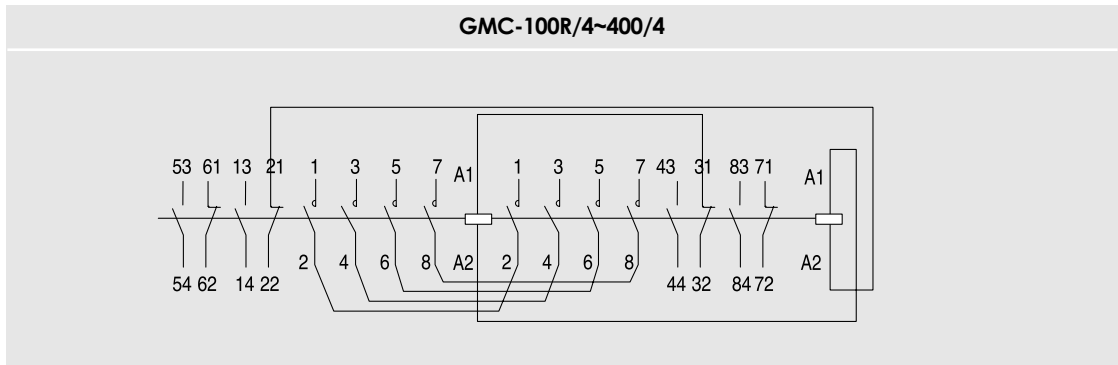 GMC-100R/4~400/4
53 61 13 21 1 3 5 7 A1 1 3 5 7 43 31 83 71 A1
2 4 6 8 A2 2 4 6 8 A2
54 62 14 22 44 32 84 72